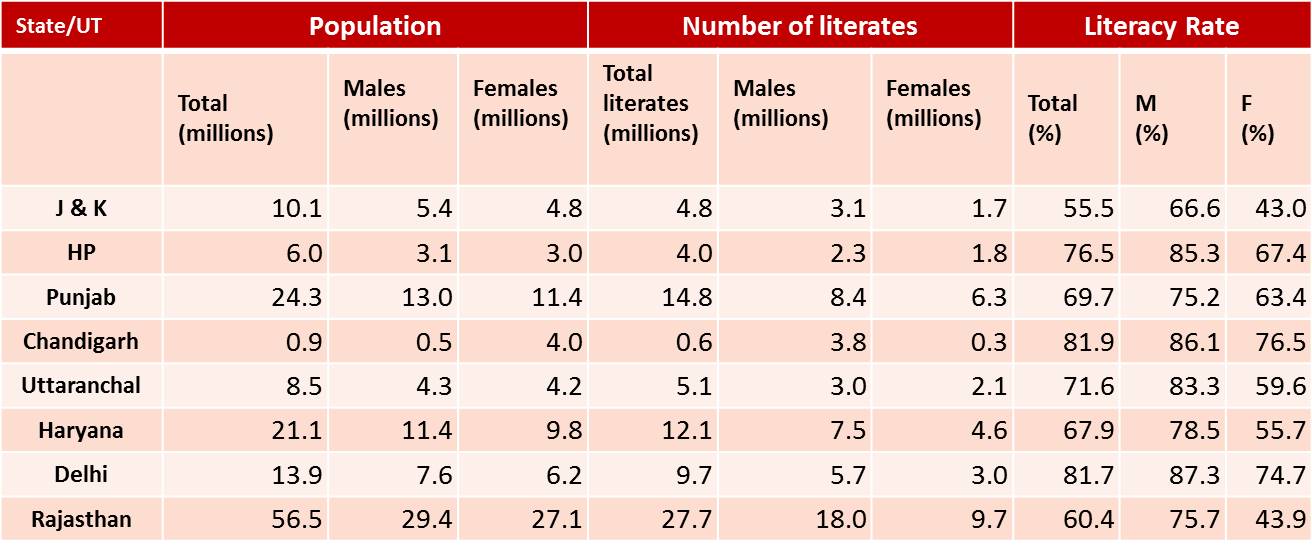 State/UT Population Number of literates Literacy Rate
Total (millions) Males (millions) Females (millions) Total literates (millions) Males (millions) Females (millions) Total (%) M (%) F (%)
J & K 10.1 5.4 4.8 4.8 3.1 1.7 55.5 66.6 43.0
HP 6.0 3.1 3.0 4.0 2.3 1.8 76.5 85.3 67.4
Punjab 24.3 13.0 11.4 14.8 8.4 6.3 69.7 75.2 63.4
Chandigarh 0.9 0.5 4.0 0.6 3.8 0.3 81.9 86.1 76.5
Uttaranchal 8.5 4.3 4.2 5.1 3.0 2.1 71.6 83.3 59.6
Haryana 21.1 11.4 9.8 12.1 7.5 4.6 67.9 78.5 55.7
Delhi 13.9 7.6 6.2 9.7 5.7 3.0 81.7 87.3 74.7
Rajasthan 56.5 29.4 27.1 27.7 18.0 9.7 60.4 75.7 43.9